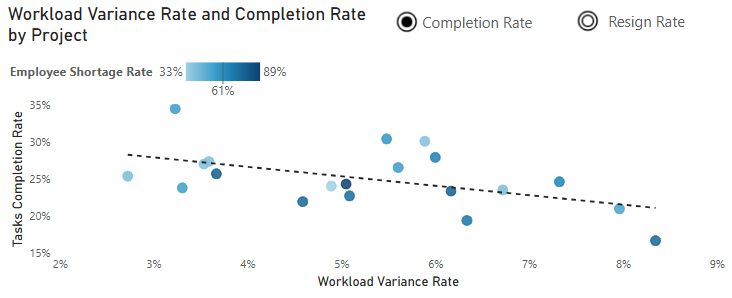 Workload Variance Rate and Completion Rate
by Project
Completion Rate
Resign Rate
Employee Shortage Rate 33% 89%
61%
35%
30%
25%
20%
15%
Tasks Completion Rate
2% 3% 4% 5% 6% 7% 8% 9%
Workload Variance Rate